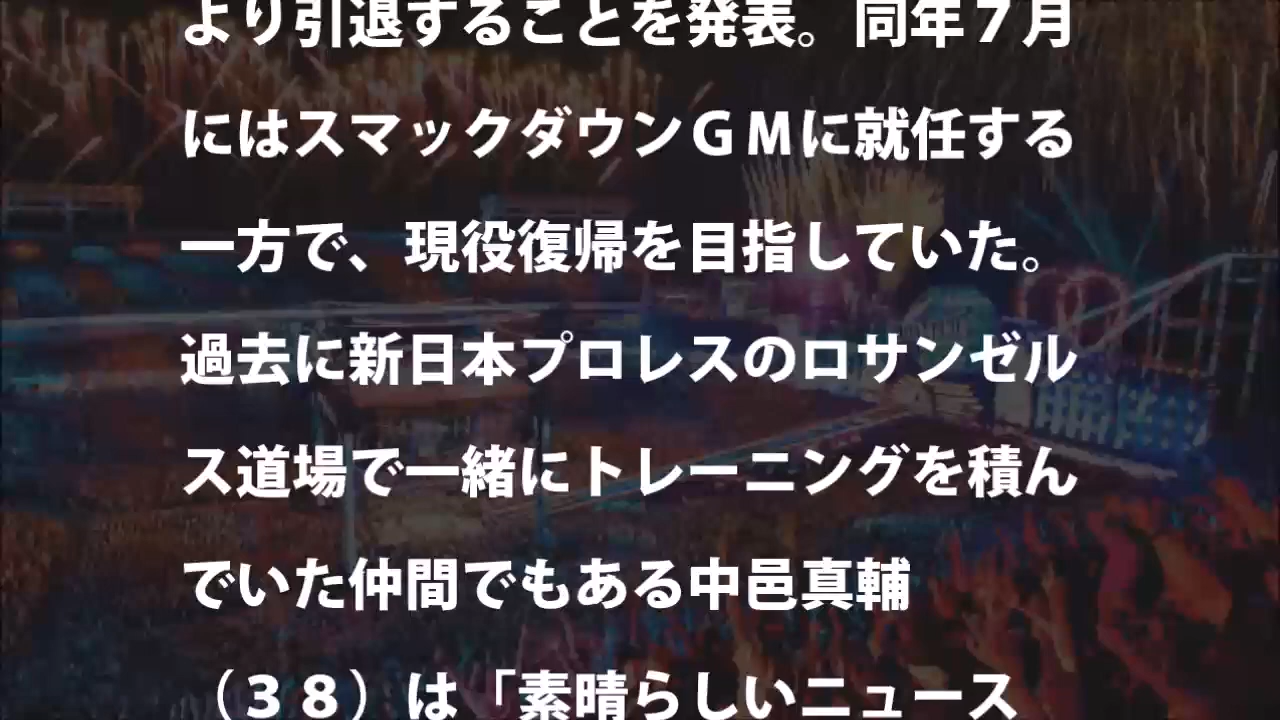 より引退することを発表。同年７月
にはスマックダウンＧＭに就任する
一方で、現役復帰を目指していた。
過去に新日本プロレスのロサンゼル
ス道場で一緒にトレーニングを積ん
でいた仲間でもある中邑真輔
（３８）は「素晴らしいニュース